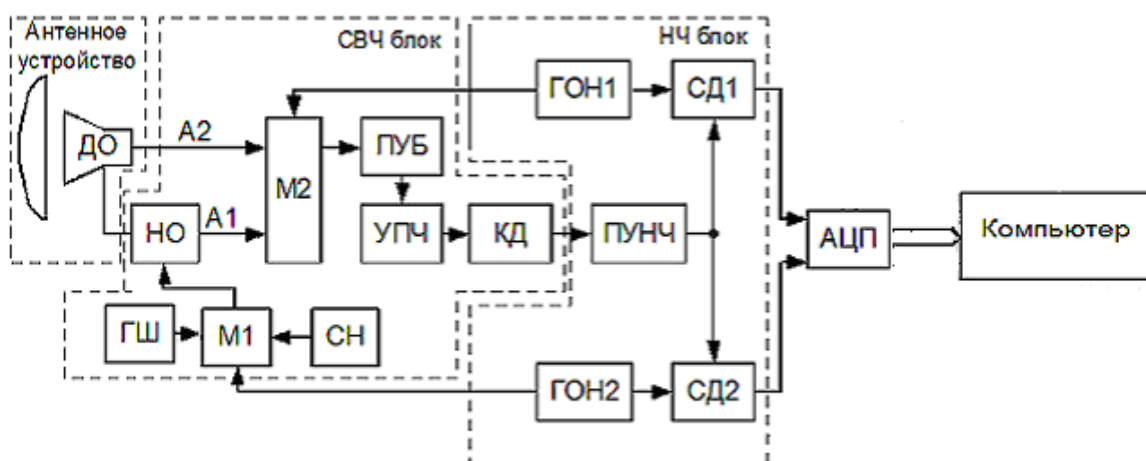 Антенное
устройство
СВЧ блок
НЧ блок
ГОН1
СД1
ДО
А2
М2
ПУБ
НО
А1
УПЧ
КД
ПУНЧ
АЦП
Компьютер
ГШ
М1
СН
ГОН2
СД2